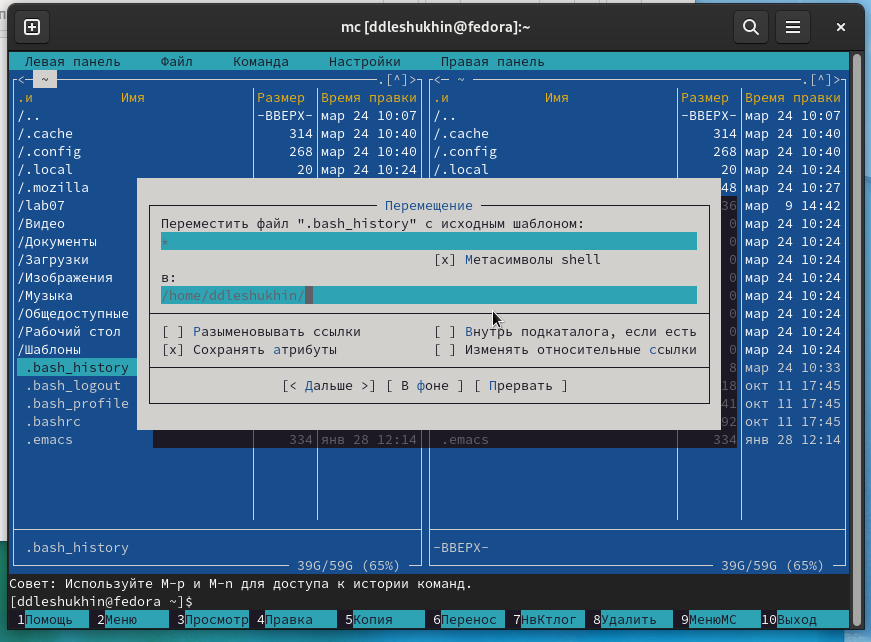 mc [ddleshukhin@fedora]:~
Левая панель Файл Команда Настройки Правая панель
<— ~ .[^]> <— ~ .[^]>
.и Имя Размер Время правки .и Имя Размер Время правки
/.. -ВВЕРХ- мар 24 10:07 /.. -ВВЕРХ- мар 24 10:07
/.cache 314 мар 24 10:40 /.cache 314 мар 24 10:40
/.config 268 мар 24 10:40 /.config 268 мар 24 10:40
/.local 20 мар 24 10:24 /.local 20 мар 24 10:24
/.mozilla 48 мар 24 10:27
/lab07 Перемещение 36 мар 9 14:42
/Видео Переместить файл ".bash_history" с исходным шаблоном: 0 мар 24 10:24
/Документы * 0 мар 24 10:24
/Загрузки [x] Метасимволы shell 0 мар 24 10:24
/Изображения в: 0 мар 24 10:24
/Музыка /home/ddleshukhin/ 0 мар 24 10:24
/Общедоступные 0 мар 24 10:24
/Рабочий стол [ ] Разыменовывать ссылки [ ] Внутрь подкаталога, если есть 0 мар 24 10:24
/Шаблоны [x] Сохранять атрибуты [ ] Изменять относительные ссылки 0 мар 24 10:24
.bash_history 8 мар 24 10:33
.bash_logout [< Дальше >] [ В фоне ] [ Прервать ] 18 окт 11 17:45
.bash_profile 41 окт 11 17:45
.bashrc 92 окт 11 17:45
.emacs 334 янв 28 12:14 .emacs 334 янв 28 12:14
.bash_history -ВВЕРХ-
39G/59G (65%) 39G/59G (65%)
Совет: Используйте M-p и M-n для доступа к истории команд.
[ddleshukhin@fedora ~]$
1Помощь 2Меню 3Просмотр 4Правка 5Копия 6Перенос 7НвКтлог 8Удалить 9МенюМС 10Выход